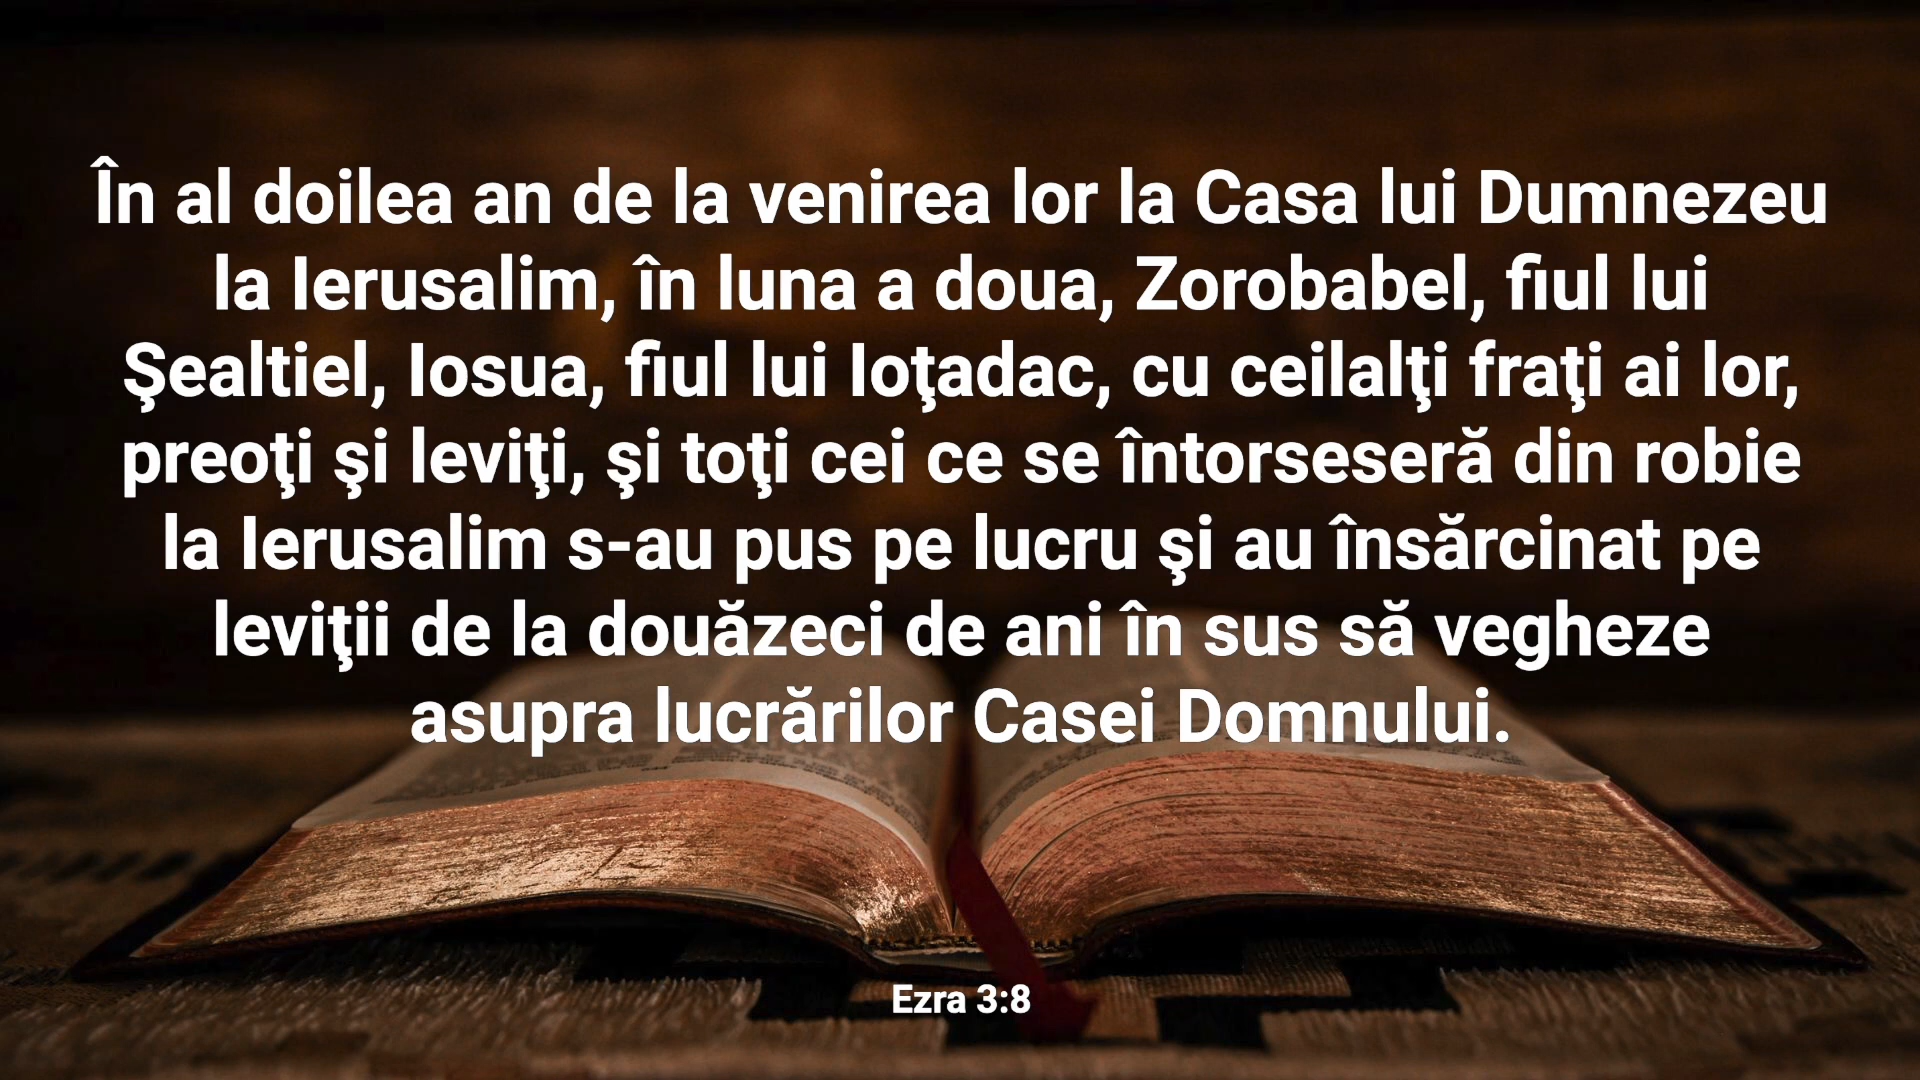 În al doilea an de la venirea lor la Casa lui Dumnezeu
la Ierusalim, în luna a doua, Zorobabel, fiul lui
Şealtiel, Iosua, fiul lui Ioţadac, cu ceilalţi fraţi ai lor,
preoţi şi leviţi, şi toţi cei ce se întorseseră din robie
la Ierusalim s-au pus pe lucru şi au însărcinat pe
leviţii de la douăzeci de ani în sus să vegheze
asupra lucrărilor Casei Domnului.
Ezra 3:8